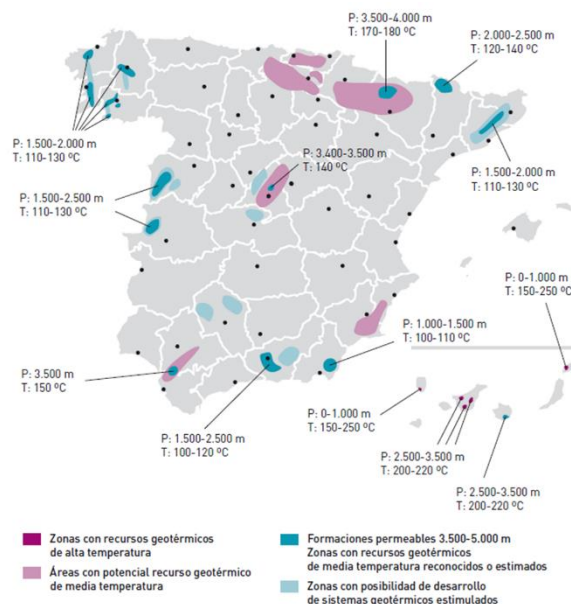 P: 3.500-4.000 m
T: 170-180 ºC
P: 2.000-2.500 m
T: 120-140 ºC
P: 1.500-2.000 m
T: 110-130 ºC
P: 3.400-3.500 m
T: 140 ºC
P: 1.500-2.000 m
T: 110-130 ºC
P: 1.500-2.500 m
T: 110-130 ºC
P: 0-1.000 m
T: 150-250 ºC
P: 1.000-1.500 m
T: 100-110 ºC
P: 3.500 m
T: 150 ºC
P: 1.500-2.500 m
T: 100-120 ºC
P: 0-1.000 m
T: 150-250 ºC
P: 2.500-3.500 m
T: 200-220 ºC
P: 2.500-3.500 m
T: 200-220 ºC
Zonas con recursos geotérmicos
de alta temperatura
Áreas con potencial recurso geotérmico
de media temperatura
Formaciones permeables 3.500-5.000 m
Zonas con recursos geotérmicos
de media temperatura reconocidos o estimados
Zonas con posibilidad de desarrollo
de sistemas geotérmicos estimulados